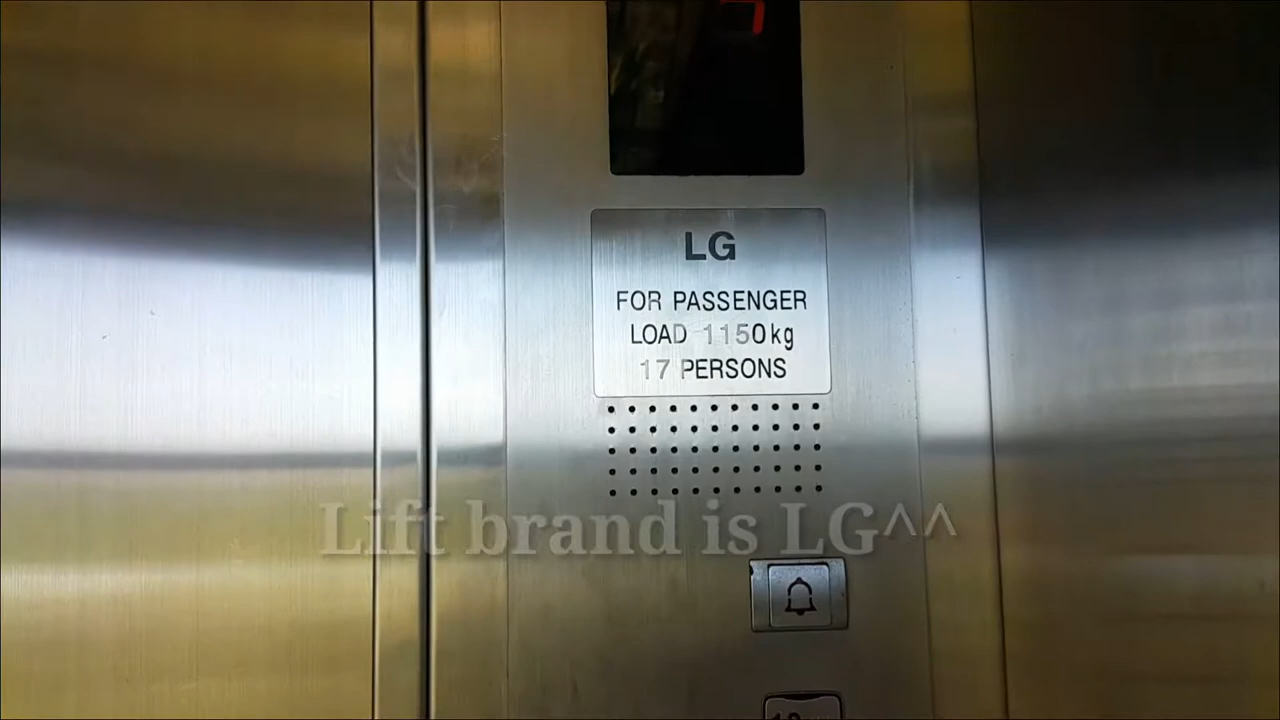 LG
FOR PASSENGER
LOAD 1150kg
17 PERSONS
Lift brand is LG^^